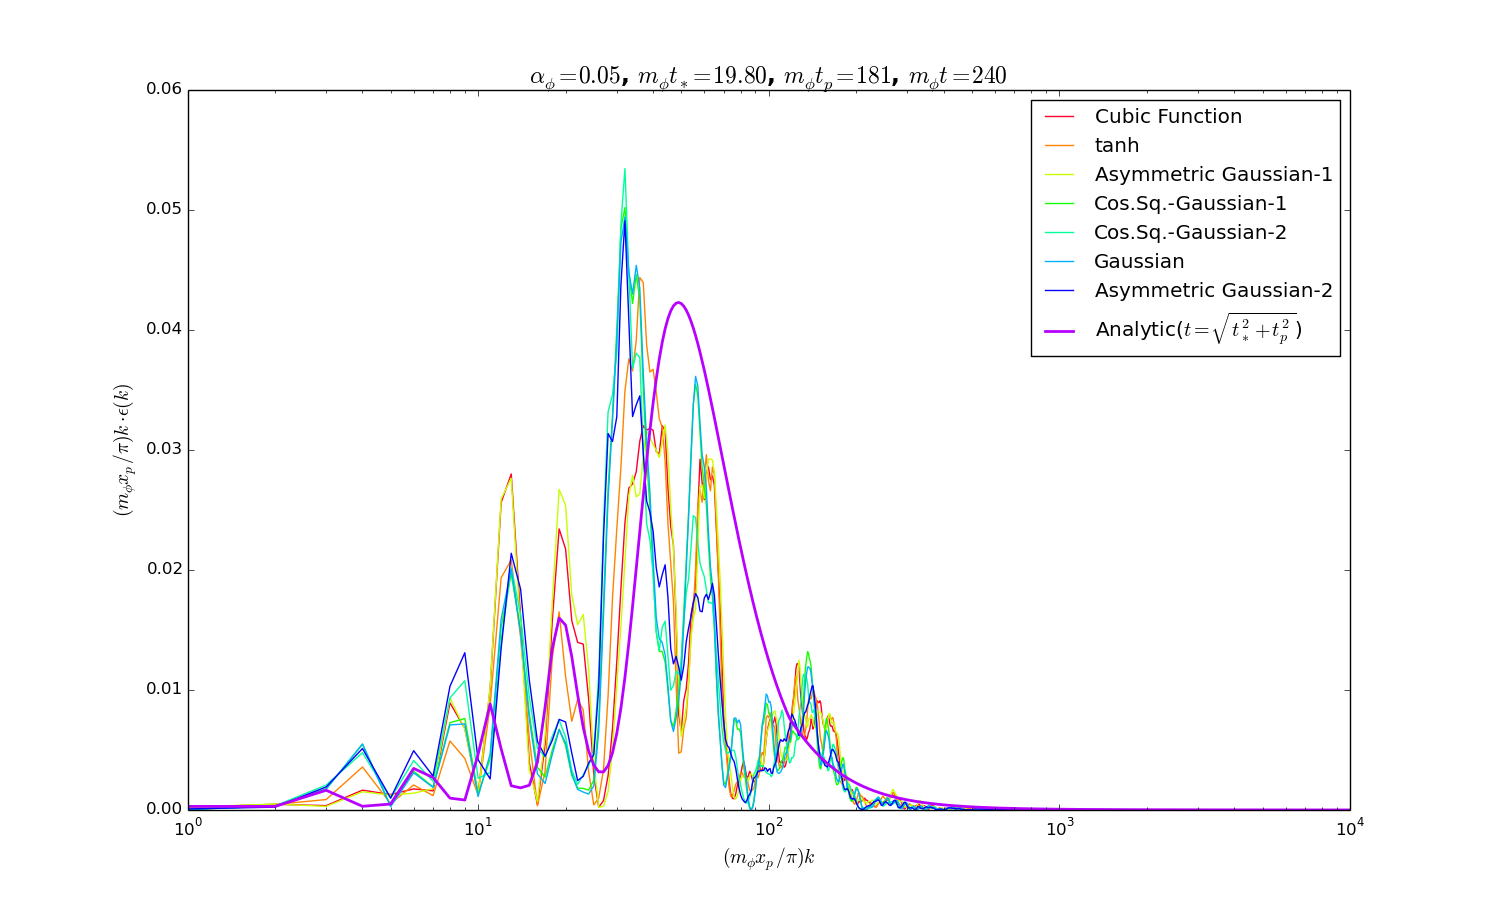 α_ϕ=0.05, m_ϕt_*=19.80, m_ϕt_p=181, m_ϕt=240
0.06
0.05
0.04
0.03
0.02
0.01
0.00
(m_ϕx_p/π)k·ϵ(k)
Cubic Function
tanh
Asymmetric Gaussian-1
Cos.Sq.-Gaussian-1
Cos.Sq.-Gaussian-2
Gaussian
Asymmetric Gaussian-2
Analytic(t=√(t_*^2+t_p^2))
10^0 10^1 10^2 10^3 10^4
(m_ϕx_p/π)k